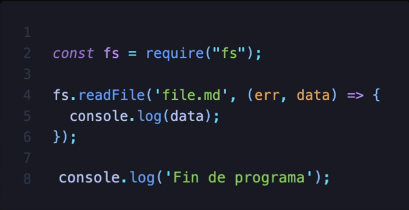 1
2 const fs = require("fs");
3
4 fs.readFile('file.md', (err, data) => {
5   console.log(data);
6 });
7
8 console.log('Fin de programa');